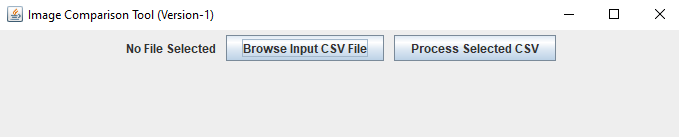 Image Comparison Tool (Version-1)
No File Selected Browse Input CSV File Process Selected CSV